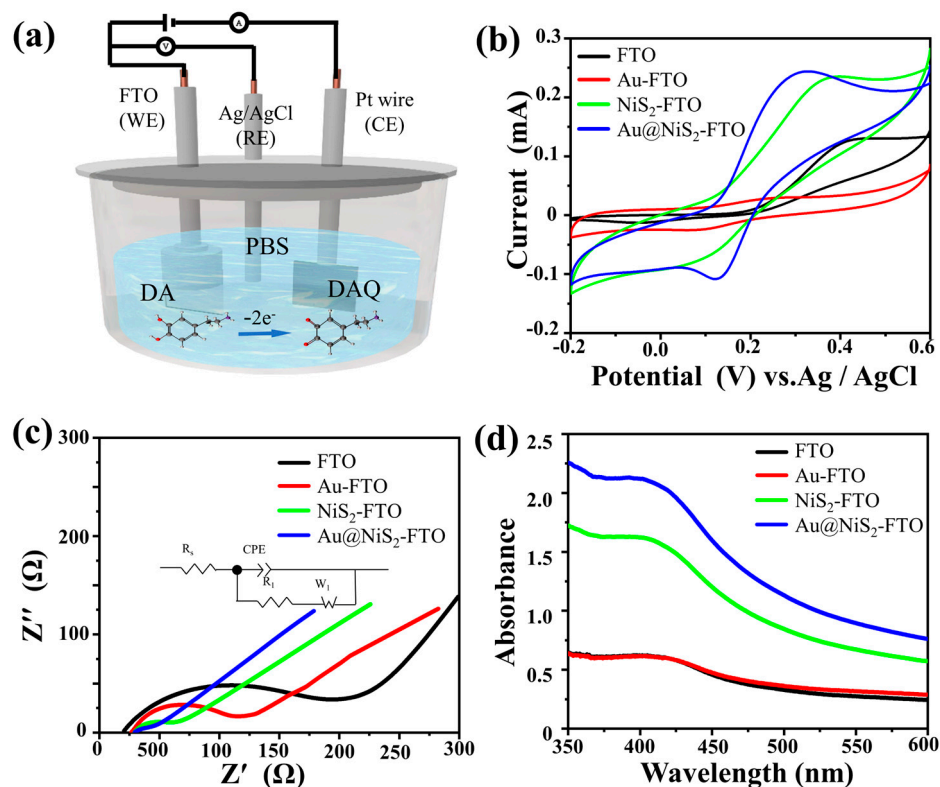 (a)
A
V
FTO
(WE)
Ag/AgCl
(RE)
Pt wire
(CE)
PBS
DA
DAQ
-2e⁻
(b)
0.3
0.2
0.1
0
-0.1
-0.2
Current (mA)
FTO
Au-FTO
NiS₂-FTO
Au@NiS₂-FTO
-0.2
0.0
0.2
0.4
0.6
Potential (V) vs.Ag / AgCl
(c)
300
250
200
150
100
50
0
Z″ (Ω)
FTO
Au-FTO
NiS₂-FTO
Au@NiS₂-FTO
Rₛ
CPE
R₁
W₁
0
50
100
150
200
250
300
Z′ (Ω)
(d)
2.5
2.0
1.5
1.0
0.5
0.0
Absorbance
FTO
Au-FTO
NiS₂-FTO
Au@NiS₂-FTO
350
400
450
500
550
600
Wavelength (nm)